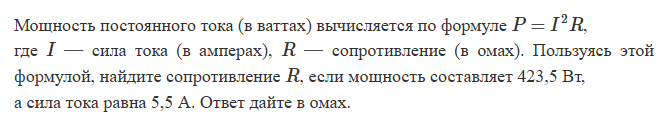 Мощность постоянного тока (в ваттах) вычисляется по формуле P = I²R,
где I — сила тока (в амперах), R — сопротивление (в омах). Пользуясь этой
формулой, найдите сопротивление R, если мощность составляет 423,5 Вт,
а сила тока равна 5,5 А. Ответ дайте в омах.